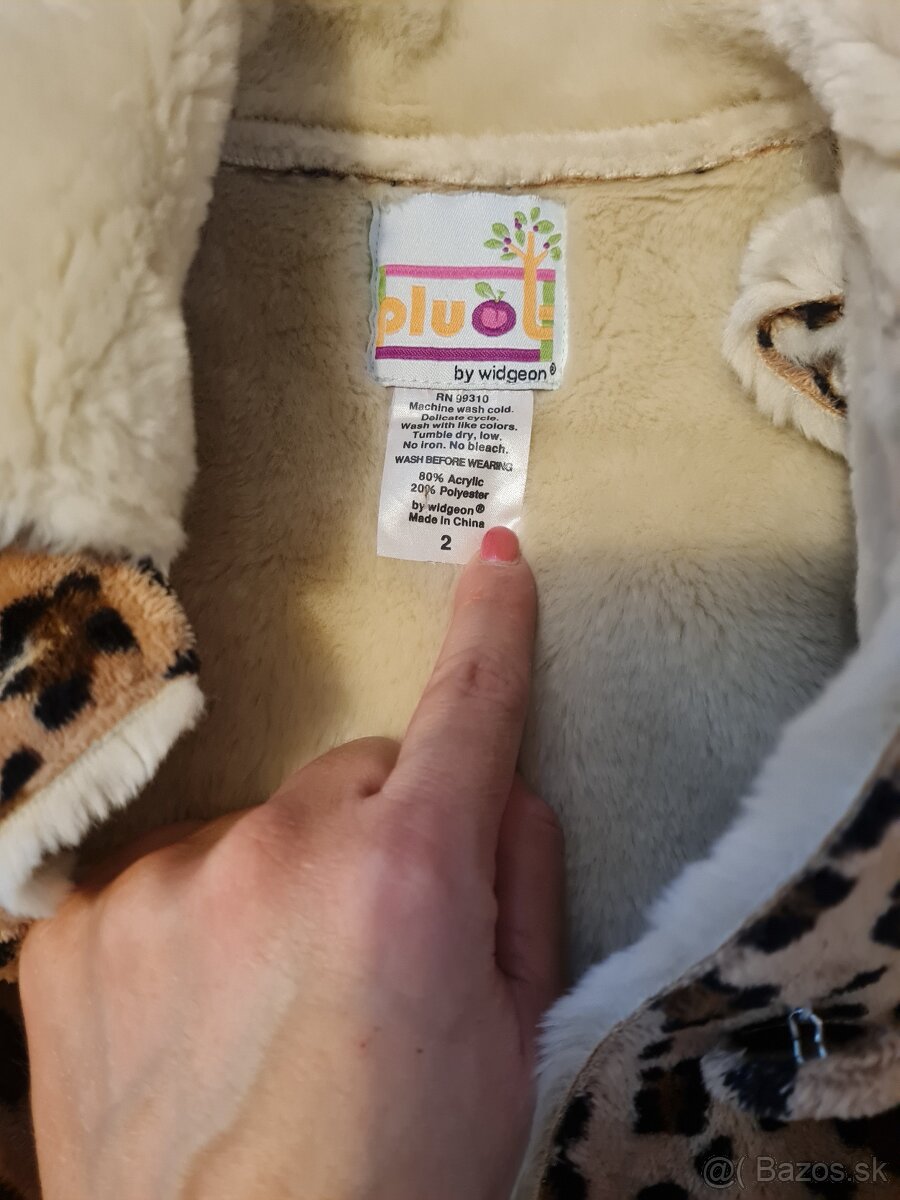 pluot
by widgeon®
RN 99310
Machine wash cold.
Delicate cycle.
Wash with like colors.
Tumble dry, low.
No iron. No bleach.
WASH BEFORE WEARING
80% Acrylic
20% Polyester
by widgeon®
Made in China
2
@( Bazos.sk